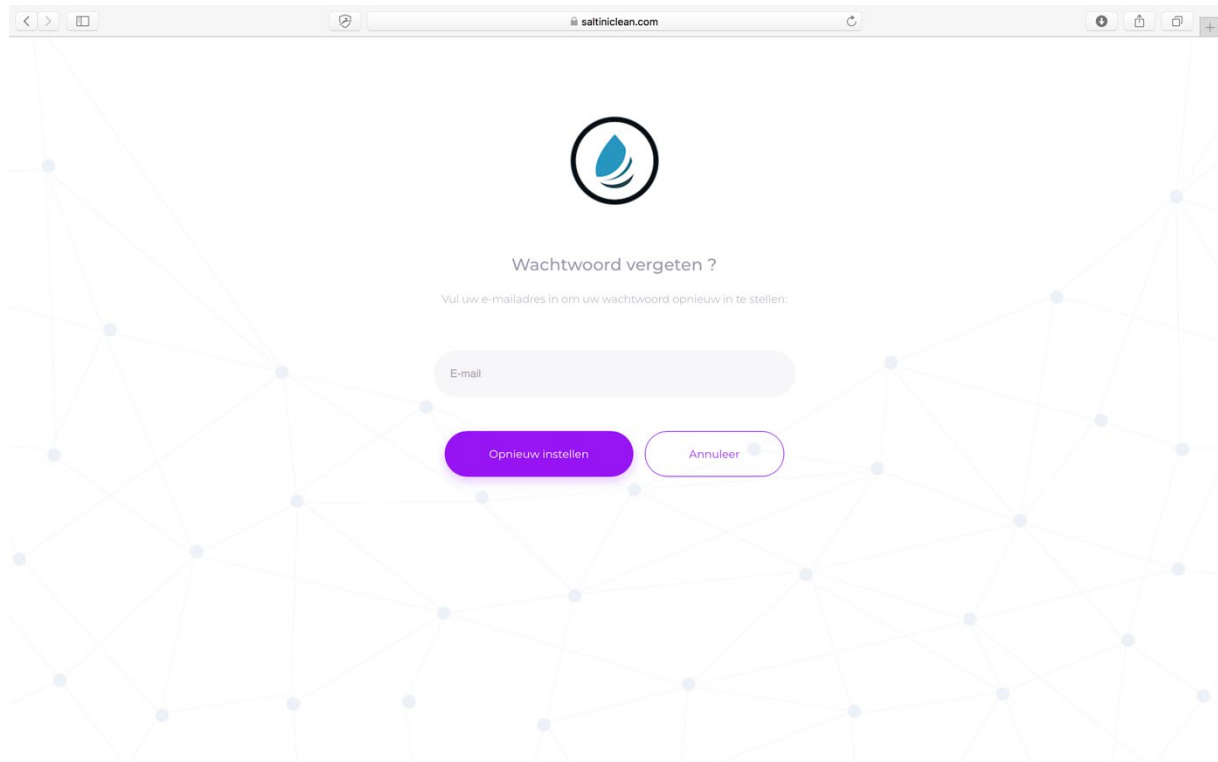 saltiniclean.com
Wachtwoord vergeten ?
Vul uw e-mailadres in om uw wachtwoord opnieuw in te stellen:
E-mail
Opnieuw instellen Annuleer